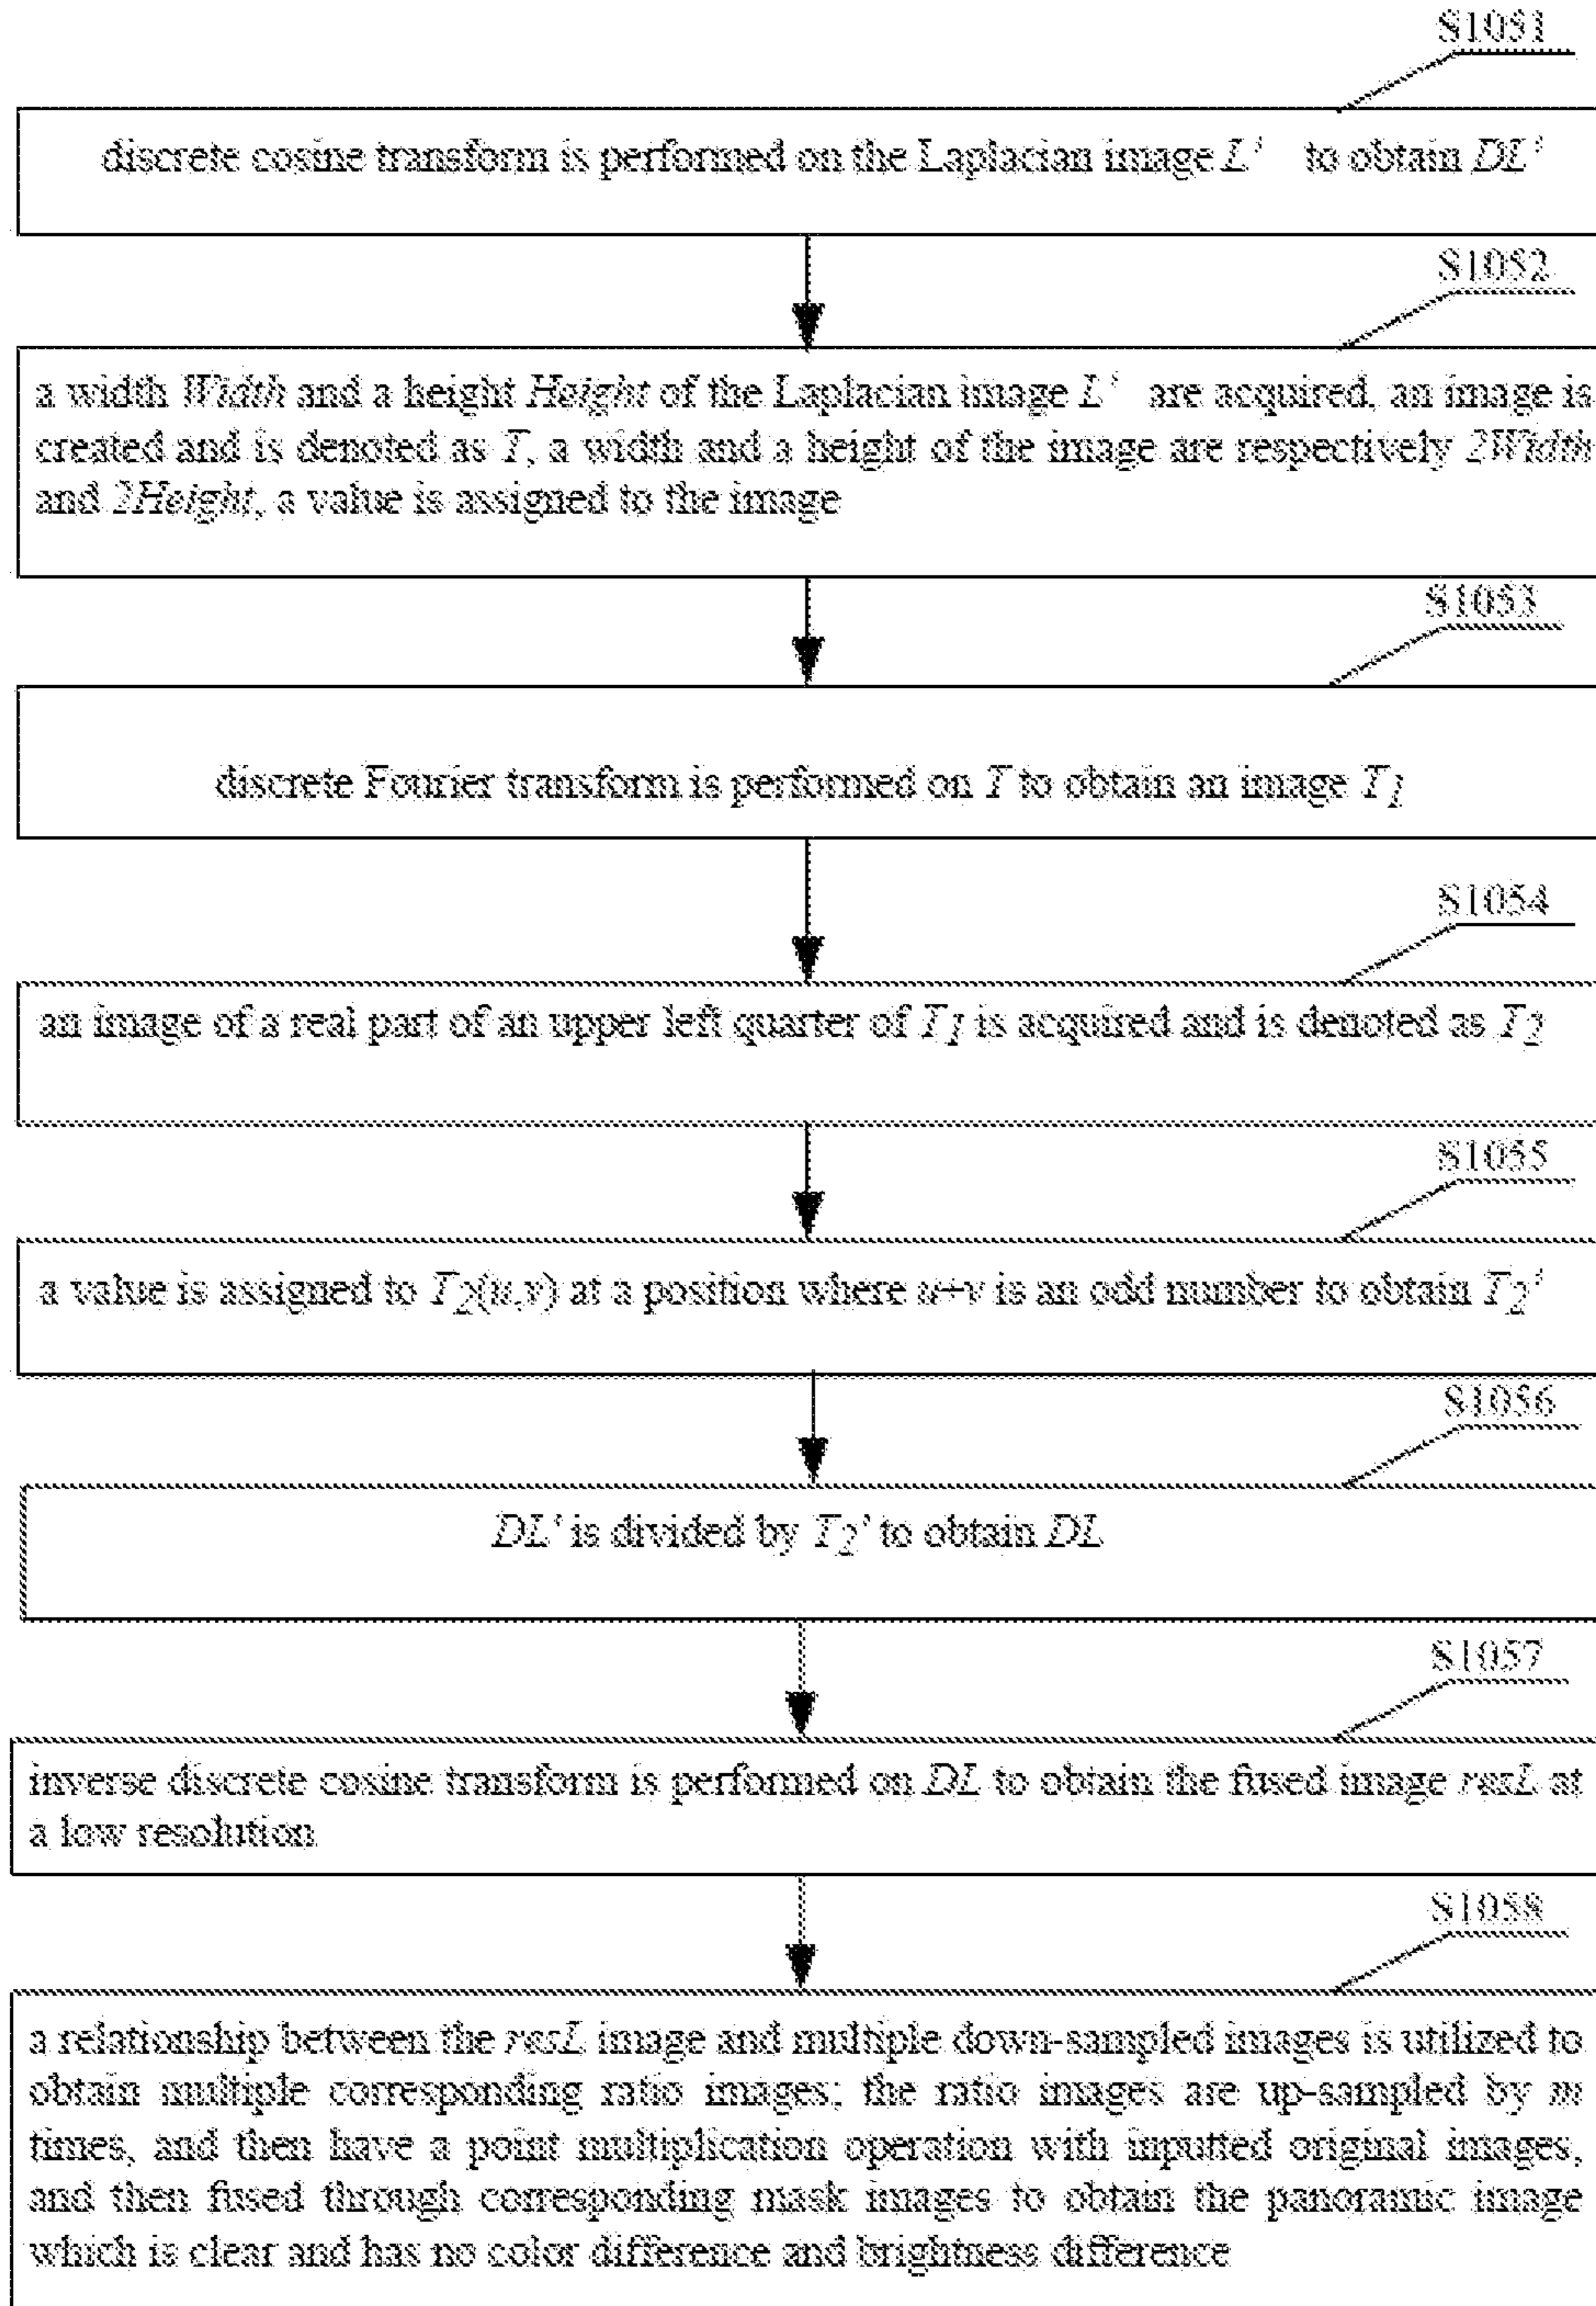 S1051
discrete cosine transform is performed on the Laplacian image L' to obtain DL'
S1052
a width Width and a height Height of the Laplacian image L' are acquired, an image is
created and is denoted as T, a width and a height of the image are respectively 2Width
and 2Height, a value is assigned to the image
S1053
discrete Fourier transform is performed on T to obtain an image T1
S1054
an image of a real part of an upper left quarter of T1 is acquired and is denoted as T2
S1055
a value is assigned to T2(u,v) at a position where u+v is an odd number to obtain T2'
S1056
DL' is divided by T2' to obtain DL
S1057
inverse discrete cosine transform is performed on DL to obtain the fused image resL at
a low resolution
S1058
a relationship between the resL image and multiple down-sampled images is utilized to
obtain multiple corresponding ratio images; the ratio images are up-sampled by m
times, and then have a point multiplication operation with inputted original images,
and then fused through corresponding mask images to obtain the panoramic image
which is clear and has no color difference and brightness difference